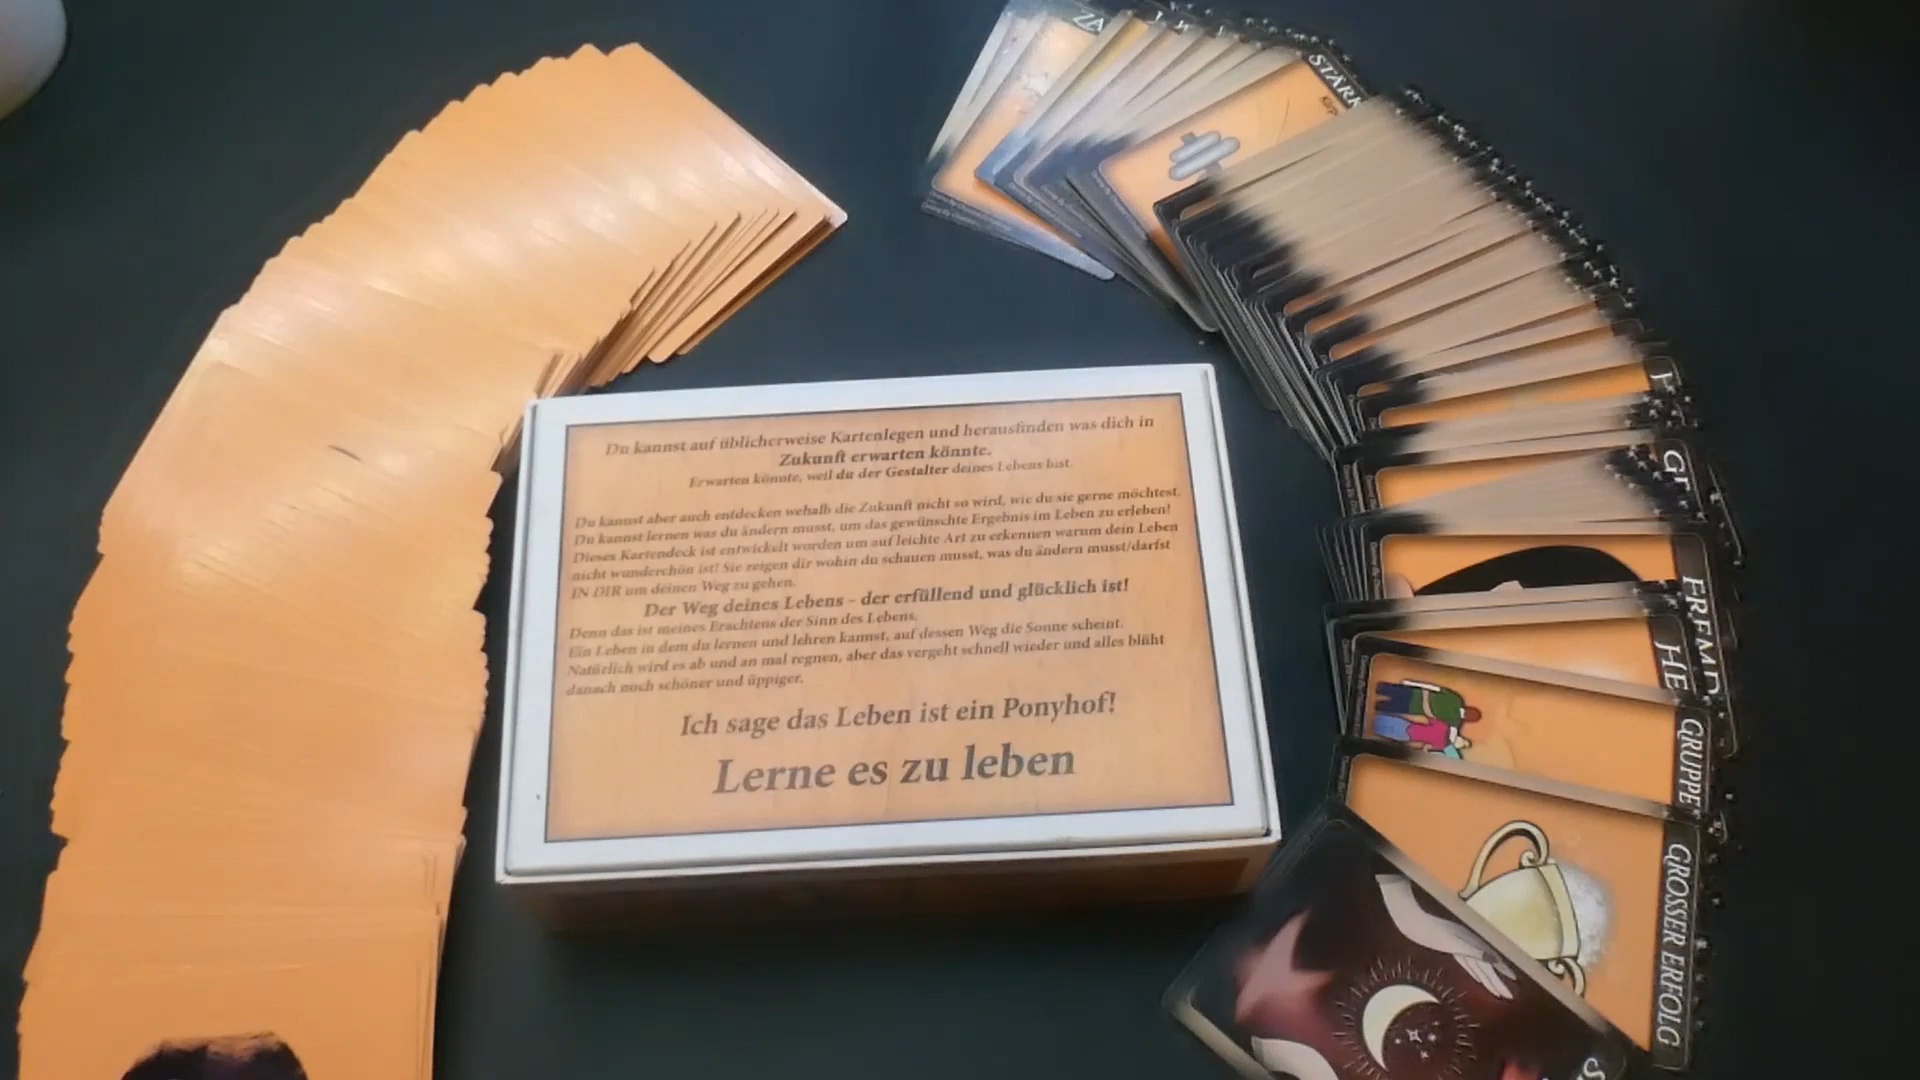 Du kannst auf üblicherweise Kartenlegen und herausfinden was dich in
Zukunft erwarten könnte.
Erwarten könnte, weil du der Gestalter deines Lebens bist.
Du kannst aber auch entdecken wehalb die Zukunft nicht so wird, wie du sie gerne möchtest.
Du kannst lernen was du ändern musst, um das gewünschte Ergebnis im Leben zu erleben!
Dieses Kartendeck ist entwickelt worden um auf leichte Art zu erkennen warum dein Leben
nicht wunderchön ist! Sie zeigen dir wohin du schauen musst, was du ändern musst/darfst
IN DIR um deinen Weg zu gehen.
Der Weg deines Lebens - der erfüllend und glücklich ist!
Denn das ist meines Erachtens der Sinn des Lebens.
Ein Leben in dem du lernen und lehren kannst, auf dessen Weg die Sonne scheint.
Natürlich wird es ab und an mal regnen, aber das vergeht schnell wieder und alles blüht
danach noch schöner und üppiger.
Ich sage das Leben ist ein Ponyhof!
Lerne es zu leben
STÄRK
FREMD
HE
GRUPPE
GROSSER ERFOLG